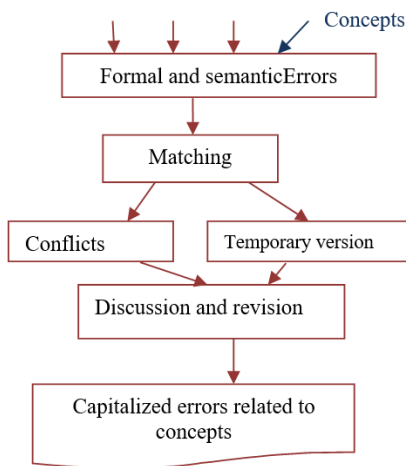 Concepts
Formal and semanticErrors
Matching
Conflicts
Temporary version
Discussion and revision
Capitalized errors related to
concepts